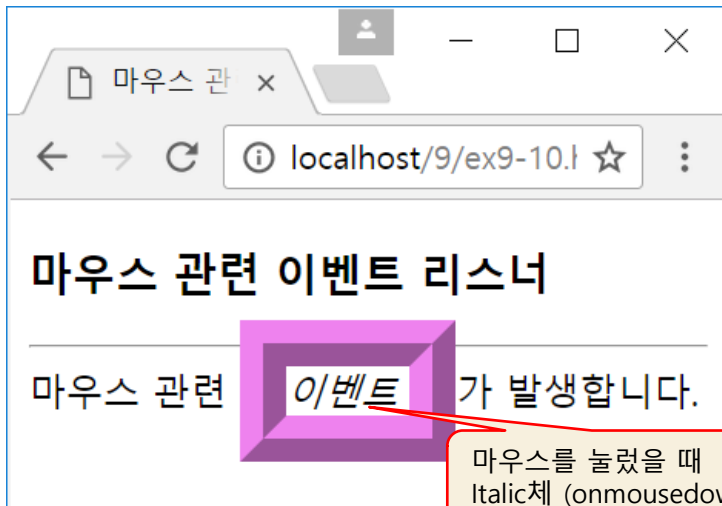 마우스 관
localhost/9/ex9-10.h
마우스 관련 이벤트 리스너
마우스 관련 이벤트 가 발생합니다.
마우스를 눌렀을 때
Italic체 (onmousedow